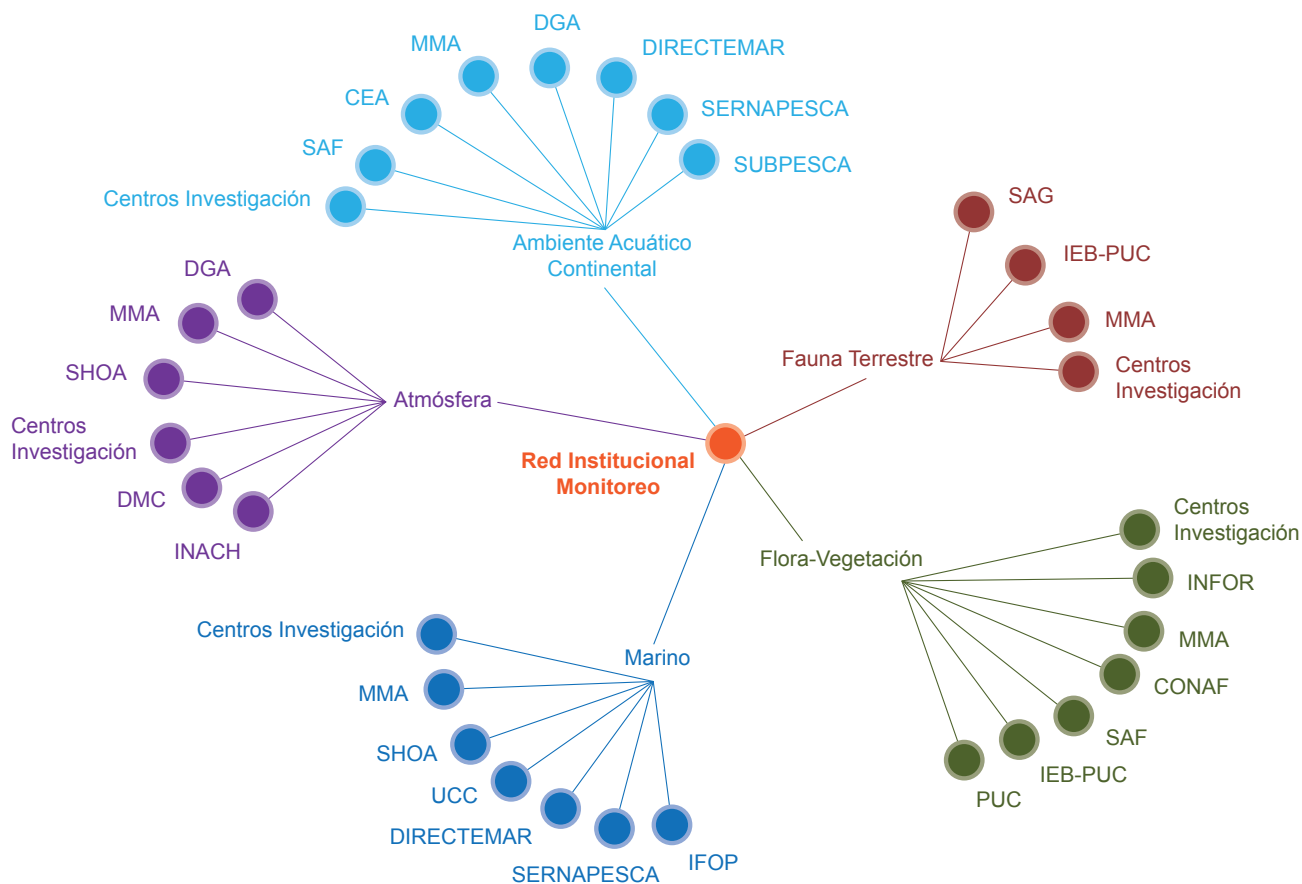 DGA
MMA
DIRECTEMAR
CEA
SERNAPESCA
SAF
SUBPESCA
Centros Investigación
Ambiente Acuático
Continental
SAG
IEB-PUC
MMA
Centros
Investigación
Fauna Terrestre
DGA
MMA
SHOA
Centros
Investigación
DMC
INACH
Atmósfera
Red Institucional
Monitoreo
Flora-Vegetación
Centros
Investigación
INFOR
MMA
CONAF
SAF
IEB-PUC
PUC
Marino
Centros Investigación
MMA
SHOA
UCC
DIRECTEMAR
SERNAPESCA
IFOP